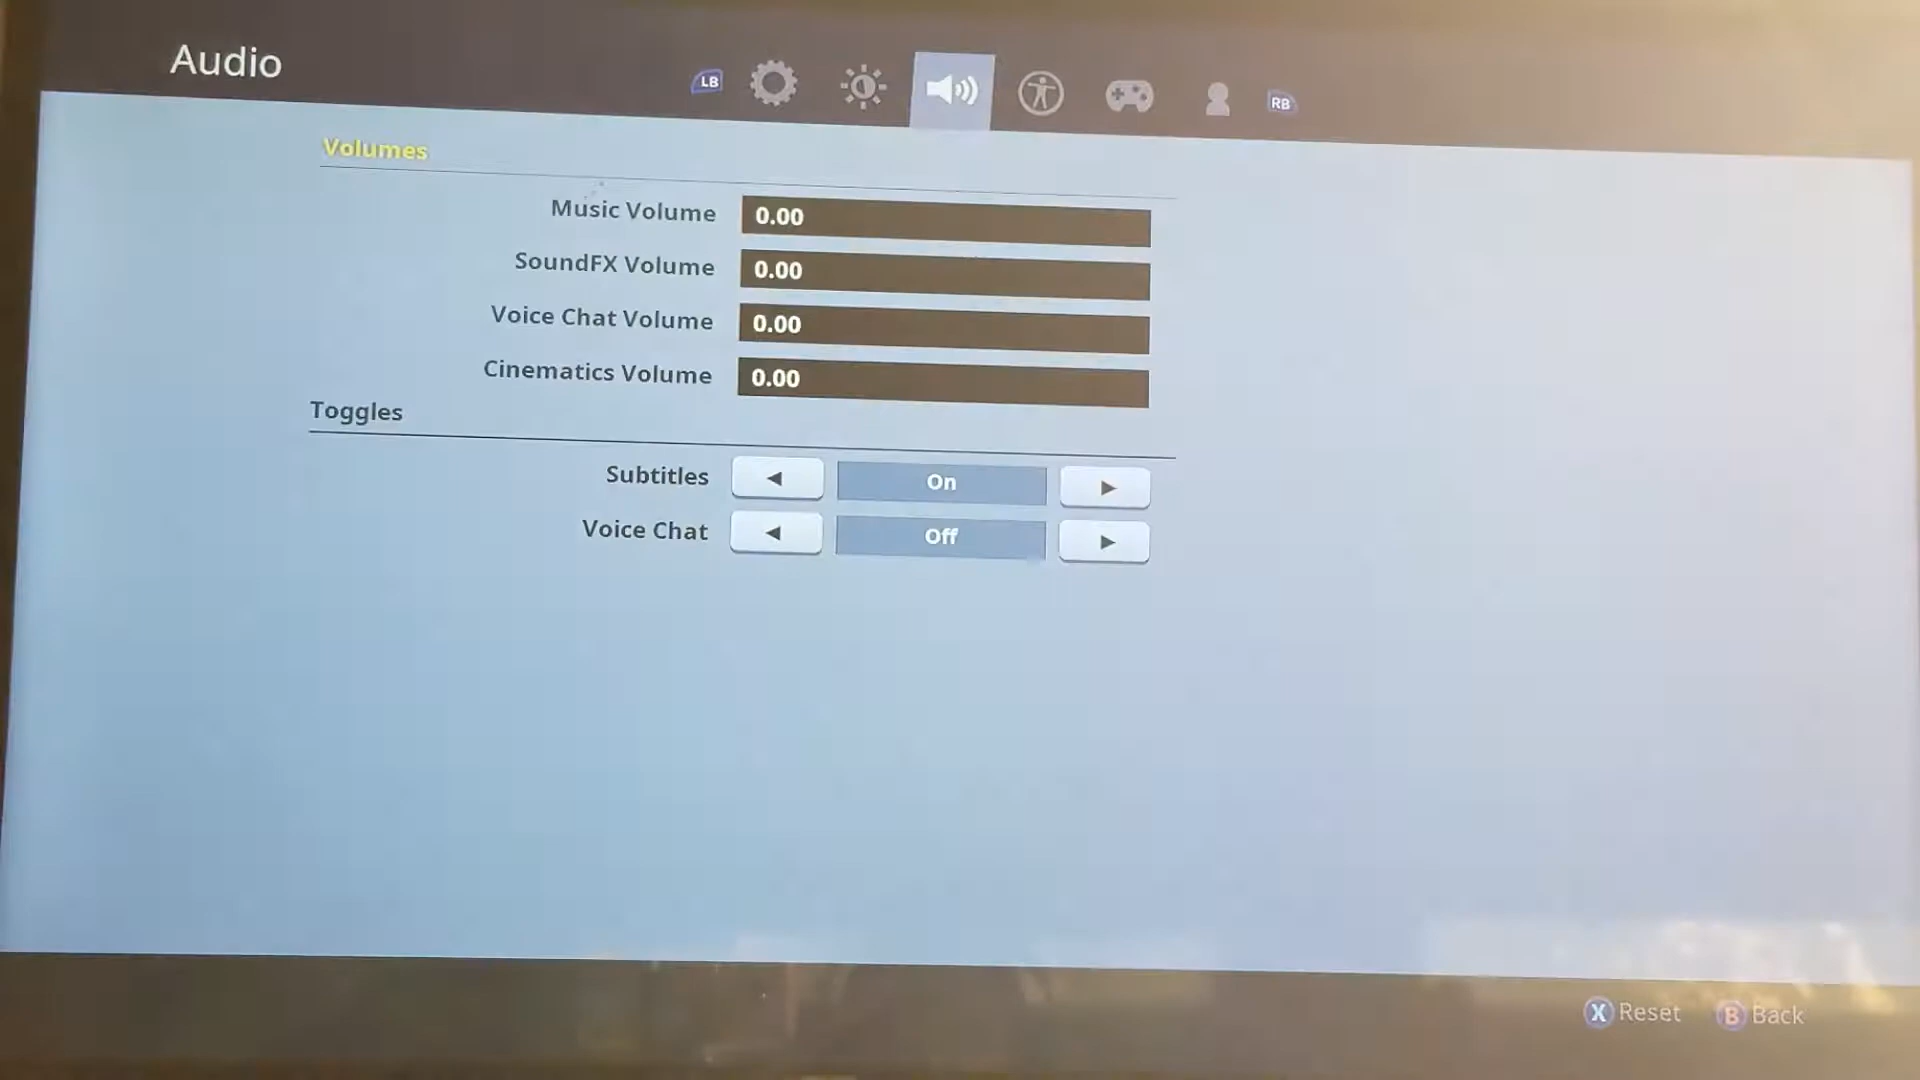 Audio
LB
RB
Volumes
Music Volume 0.00
SoundFX Volume 0.00
Voice Chat Volume 0.00
Cinematics Volume 0.00
Toggles
Subtitles On
Voice Chat Off
X Reset B Back